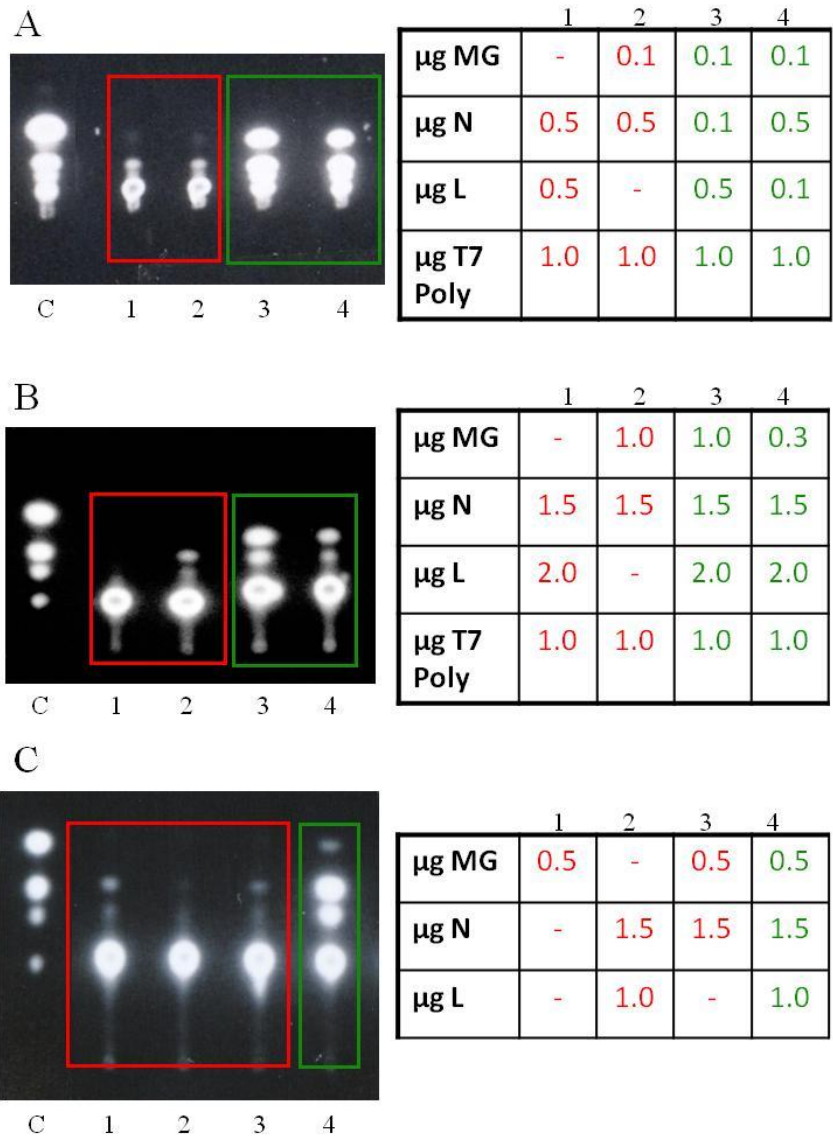 A
1 2 3 4
µg MG - 0.1 0.1 0.1
µg N 0.5 0.5 0.1 0.5
µg L 0.5 - 0.5 0.1
µg T7 1.0 1.0 1.0 1.0
Poly
C 1 2 3 4
B
1 2 3 4
µg MG - 1.0 1.0 0.3
µg N 1.5 1.5 1.5 1.5
µg L 2.0 - 2.0 2.0
µg T7 1.0 1.0 1.0 1.0
Poly
C 1 2 3 4
C
1 2 3 4
µg MG 0.5 - 0.5 0.5
µg N - 1.5 1.5 1.5
µg L - 1.0 - 1.0
C 1 2 3 4